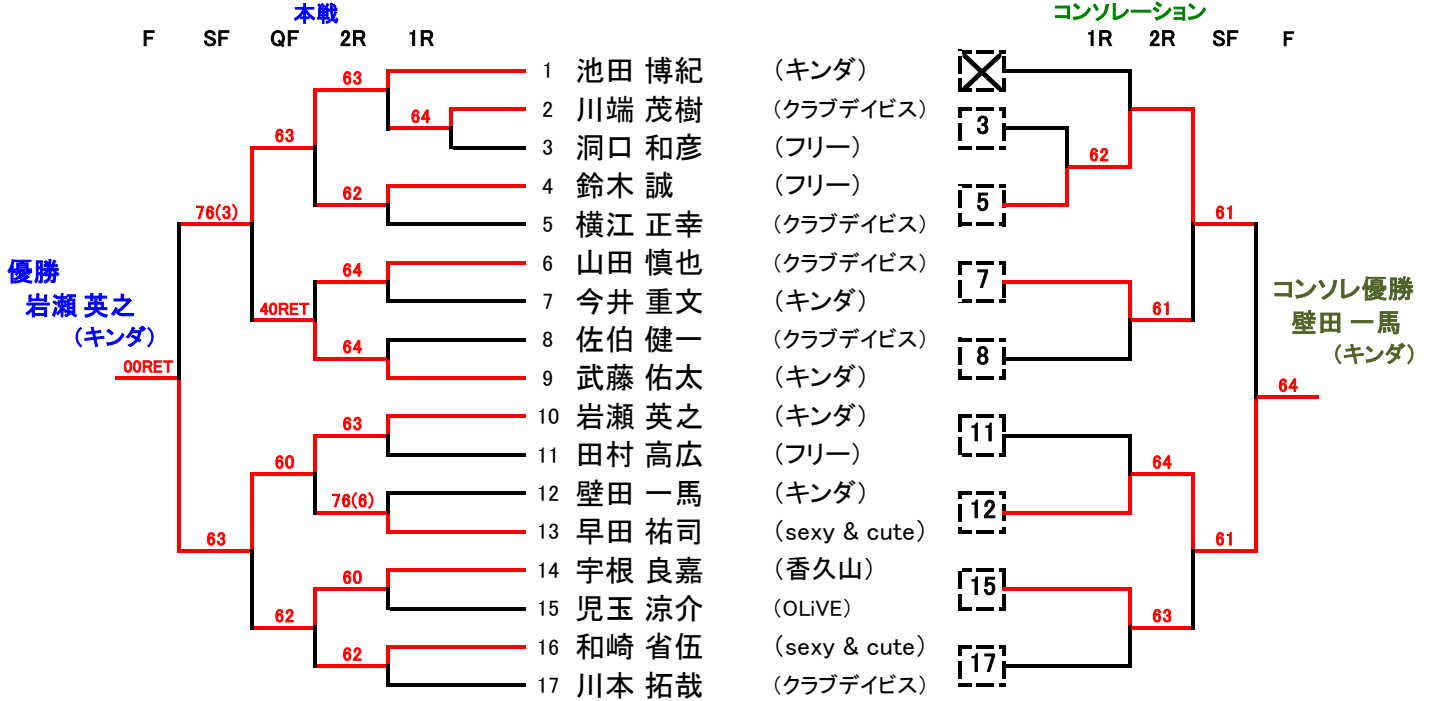 本戦 コンソレーション
F SF QF 2R 1R 1R 2R SF F
1 池田 博紀 (キンダ)
63
2 川端 茂樹 (クラブデイビス)
64
3 洞口 和彦 (フリー) 3
63 62
4 鈴木 誠 (フリー)
62
5 横江 正幸 (クラブデイビス) 5
76(3) 61
6 山田 慎也 (クラブデイビス)
64
7 今井 重文 (キンダ) 7
40RET 61
8 佐伯 健一 (クラブデイビス) 8
64
9 武藤 佑太 (キンダ)
優勝
岩瀬 英之
(キンダ)
00RET
コンソレ優勝
壁田 一馬
(キンダ)
64
10 岩瀬 英之 (キンダ)
63
11 田村 高広 (フリー) 11
60 64
12 壁田 一馬 (キンダ) 12
76(6)
13 早田 祐司 (sexy & cute)
63 61
14 宇根 良嘉 (香久山)
60
15 児玉 涼介 (OLiVE) 15
62 63
16 和崎 省伍 (sexy & cute)
62
17 川本 拓哉 (クラブデイビス) 17